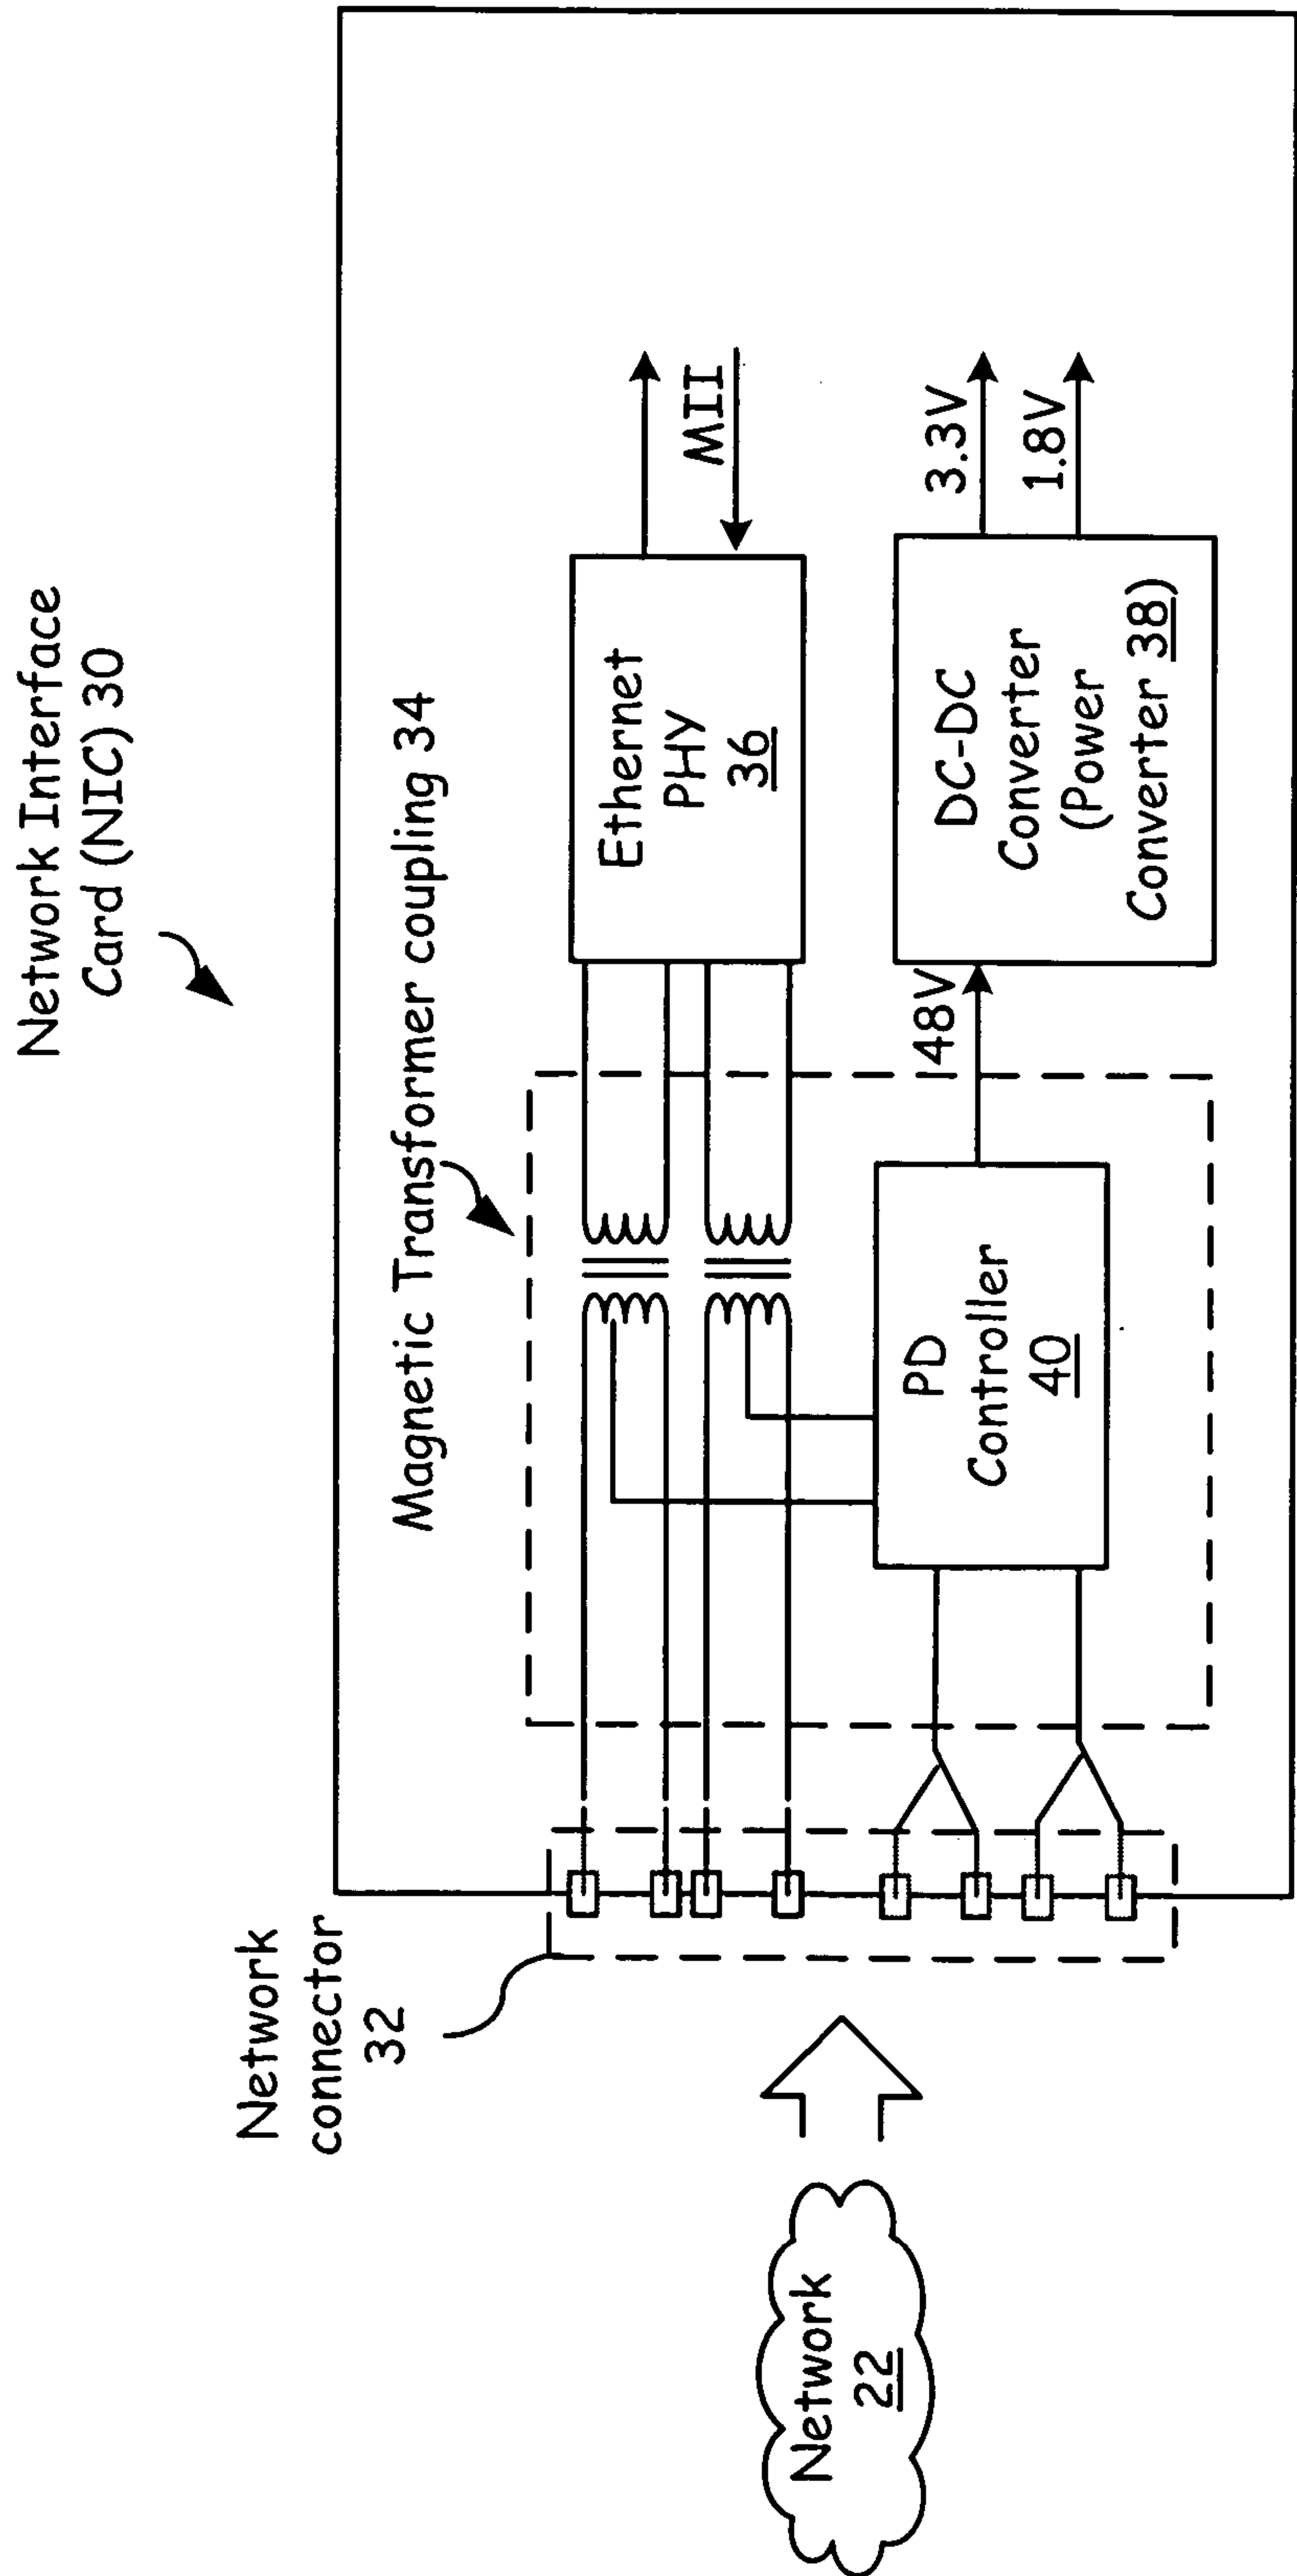 Network Interface
Card (NIC) 30
Magnetic Transformer coupling 34
Network
connector
32
Ethernet
PHY
36
MII
Network
22
PD
Controller
40
48V
DC-DC
Converter
(Power
Converter 38)
3.3V
1.8V